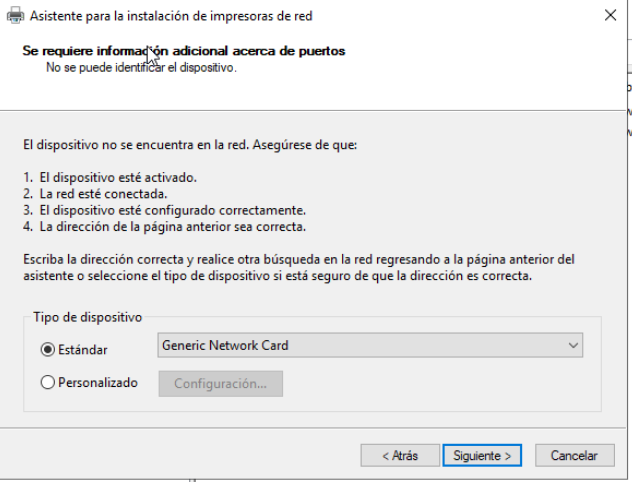 Asistente para la instalación de impresoras de red
Se requiere información adicional acerca de puertos
No se puede identificar el dispositivo.
El dispositivo no se encuentra en la red. Asegúrese de que:
1. El dispositivo esté activado.
2. La red esté conectada.
3. El dispositivo esté configurado correctamente.
4. La dirección de la página anterior sea correcta.
Escriba la dirección correcta y realice otra búsqueda en la red regresando a la página anterior del
asistente o seleccione el tipo de dispositivo si está seguro de que la dirección es correcta.
Tipo de dispositivo
Estándar
Generic Network Card
Personalizado
Configuración...
< Atrás
Siguiente >
Cancelar